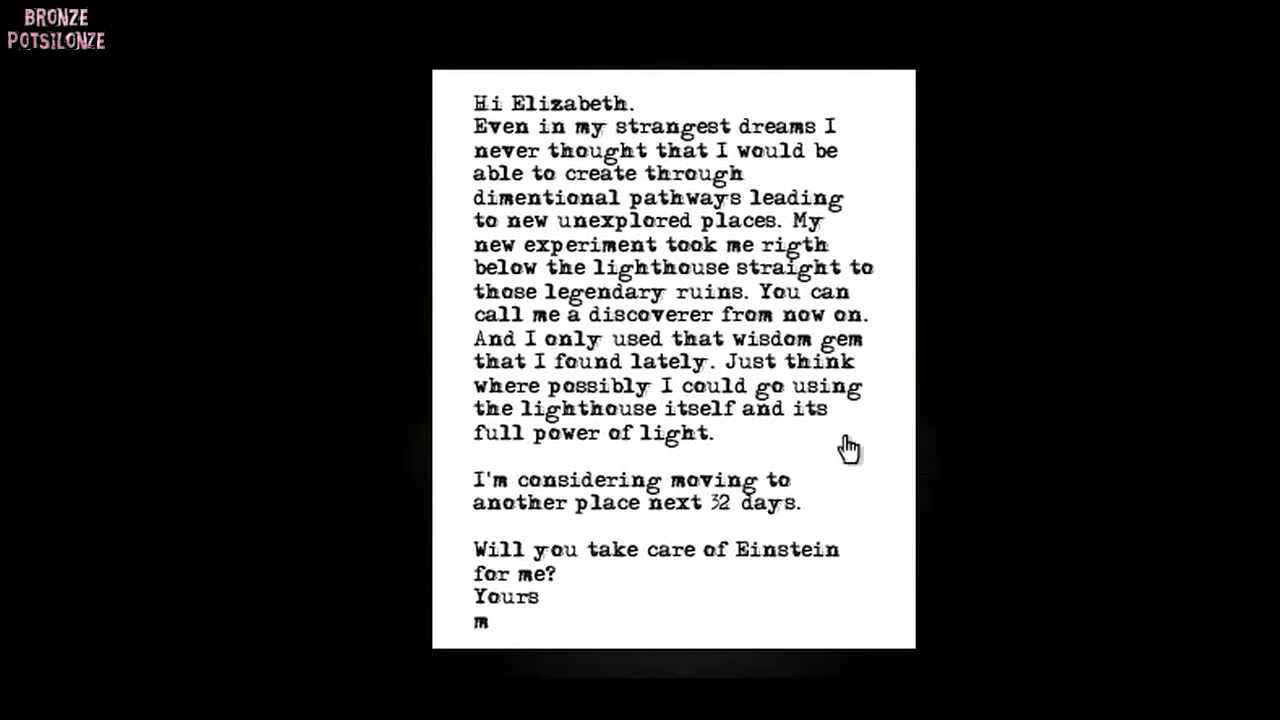 BRONZE
POTSILONZE
Hi Elizabeth.
Even in my strangest dreams I
never thought that I would be
able to create through
dimentional pathways leading
to new unexplored places. My
new experiment took me rigth
below the lighthouse straight to
those legendary ruins. You can
call me a discoverer from now on.
And I only used that wisdom gem
that I found lately. Just think
where possibly I could go using
the lighthouse itself and its
full power of light.
I'm considering moving to
another place next 32 days.
Will you take care of Einstein
for me?
Yours
m